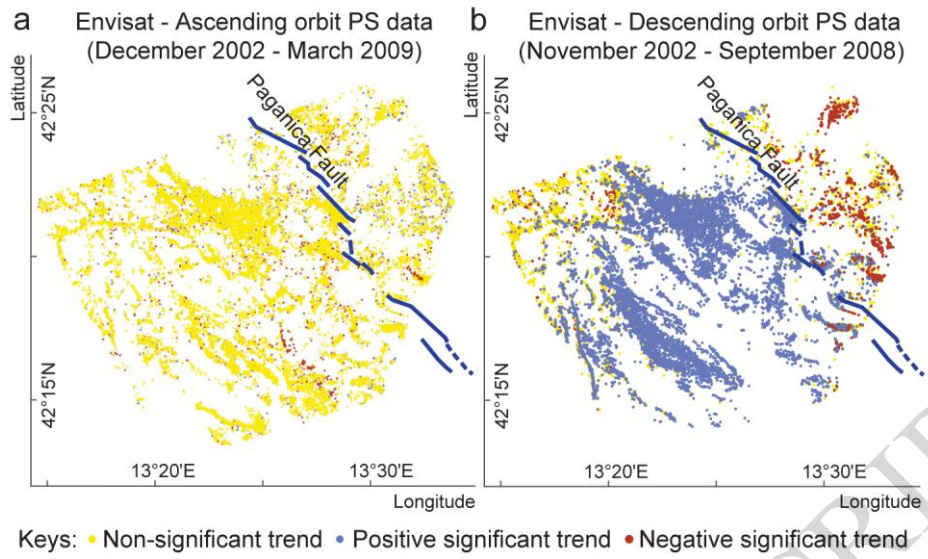 a Envisat - Ascending orbit PS data
(December 2002 - March 2009)
b Envisat - Descending orbit PS data
(November 2002 - September 2008)
Latitude
42°25'N
42°15'N
Paganica Fault
13°20'E
13°30'E
Longitude
Latitude
42°25'N
42°15'N
Paganica Fault
13°20'E
13°30'E
Longitude
Keys: Non-significant trend Positive significant trend Negative significant trend